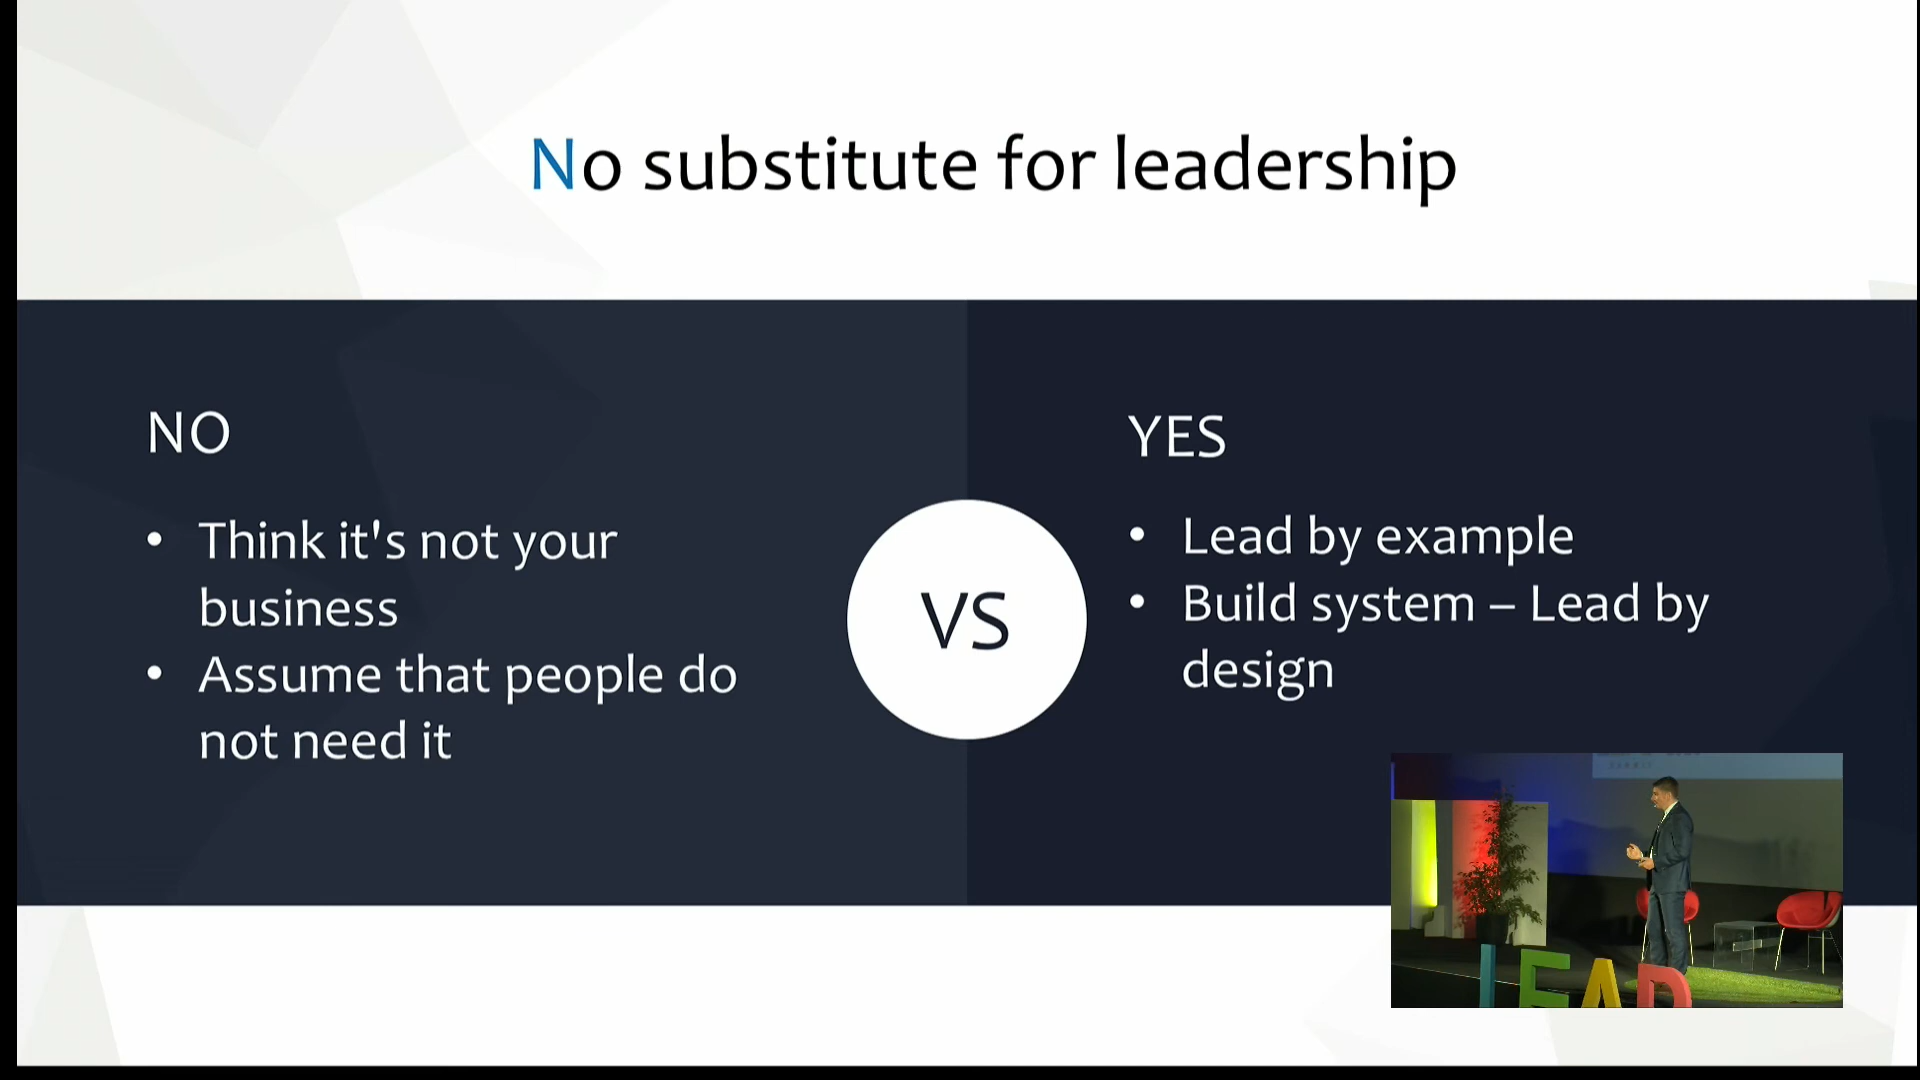 No substitute for leadership
NO
• Think it's not your
business
• Assume that people do
not need it
VS
YES
• Lead by example
• Build system – Lead by
design
LEAD